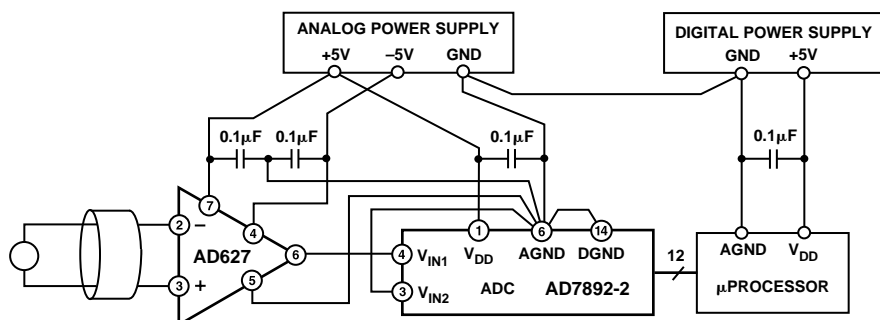 ANALOG POWER SUPPLY
+5V –5V GND
DIGITAL POWER SUPPLY
GND +5V
0.1μF 0.1μF 0.1μF 0.1μF
7
4
2 –
AD627
6
3 +
5
1 6 14
4 VIN1 VDD AGND DGND
3 VIN2 ADC AD7892-2
12
AGND VDD
μPROCESSOR